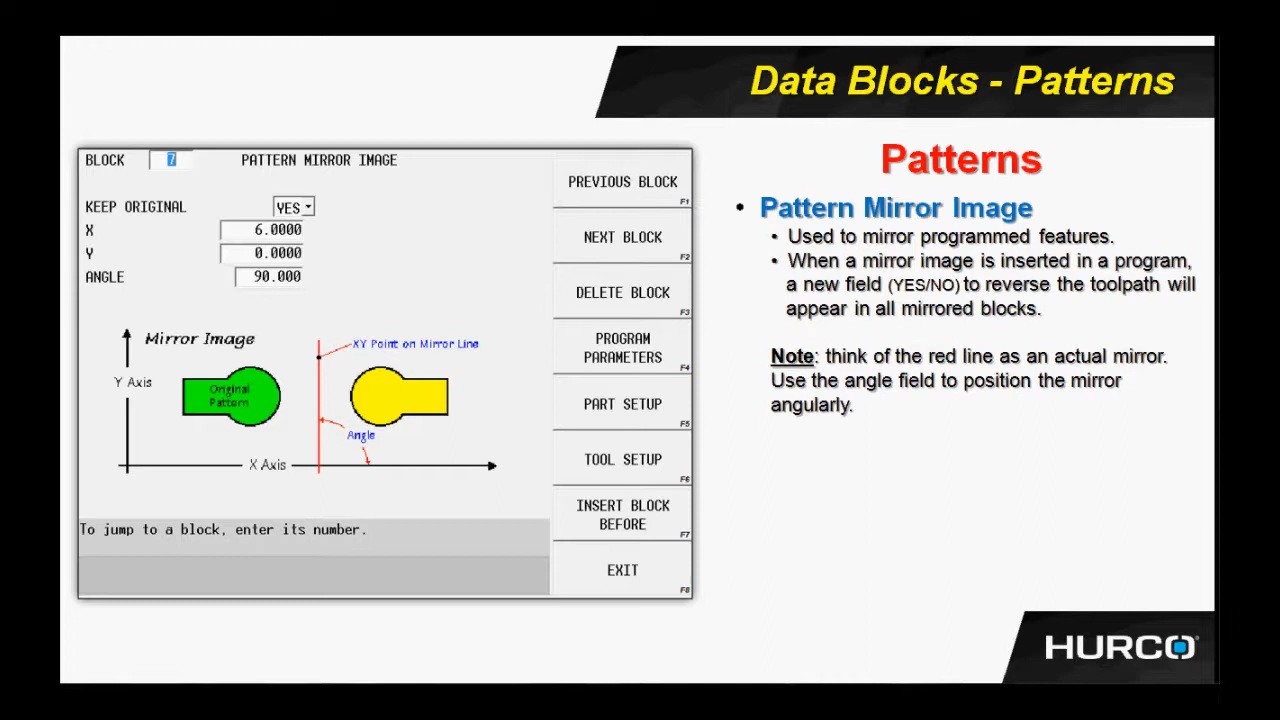 Data Blocks - Patterns
BLOCK 7 PATTERN MIRROR IMAGE
KEEP ORIGINAL YES
X 6.0000
Y 0.0000
ANGLE 90.000
Mirror Image
XY Point on Mirror Line
Y Axis
Original
Pattern
Angle
X Axis
To jump to a block, enter its number.
PREVIOUS BLOCK
F1
NEXT BLOCK
F2
DELETE BLOCK
F3
PROGRAM
PARAMETERS
F4
PART SETUP
F5
TOOL SETUP
F6
INSERT BLOCK
BEFORE
F7
EXIT
F8
Patterns
• Pattern Mirror Image
• Used to mirror programmed features.
• When a mirror image is inserted in a program,
a new field (YES/NO) to reverse the toolpath will
appear in all mirrored blocks.
Note: think of the red line as an actual mirror.
Use the angle field to position the mirror
angularly.
HURCO